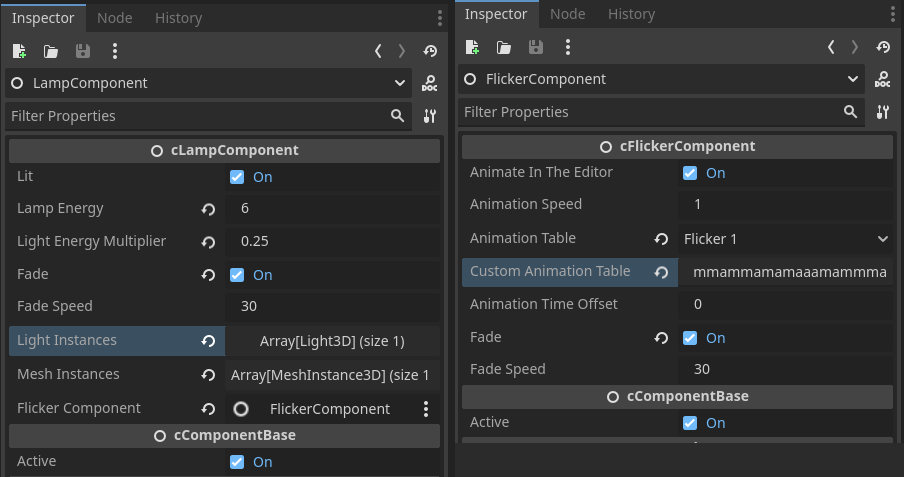 Inspector Node History
LampComponent
DOC
Filter Properties
cLampComponent
Lit On
Lamp Energy 6
Light Energy Multiplier 0.25
Fade On
Fade Speed 30
Light Instances Array[Light3D] (size 1)
Mesh Instances Array[MeshInstance3D] (size 1
Flicker Component FlickerComponent
cComponentBase
Active On
Inspector Node History
FlickerComponent
DOC
Filter Properties
cFlickerComponent
Animate In The Editor On
Animation Speed 1
Animation Table Flicker 1
Custom Animation Table mmammamamaaamammma
Animation Time Offset 0
Fade On
Fade Speed 30
cComponentBase
Active On